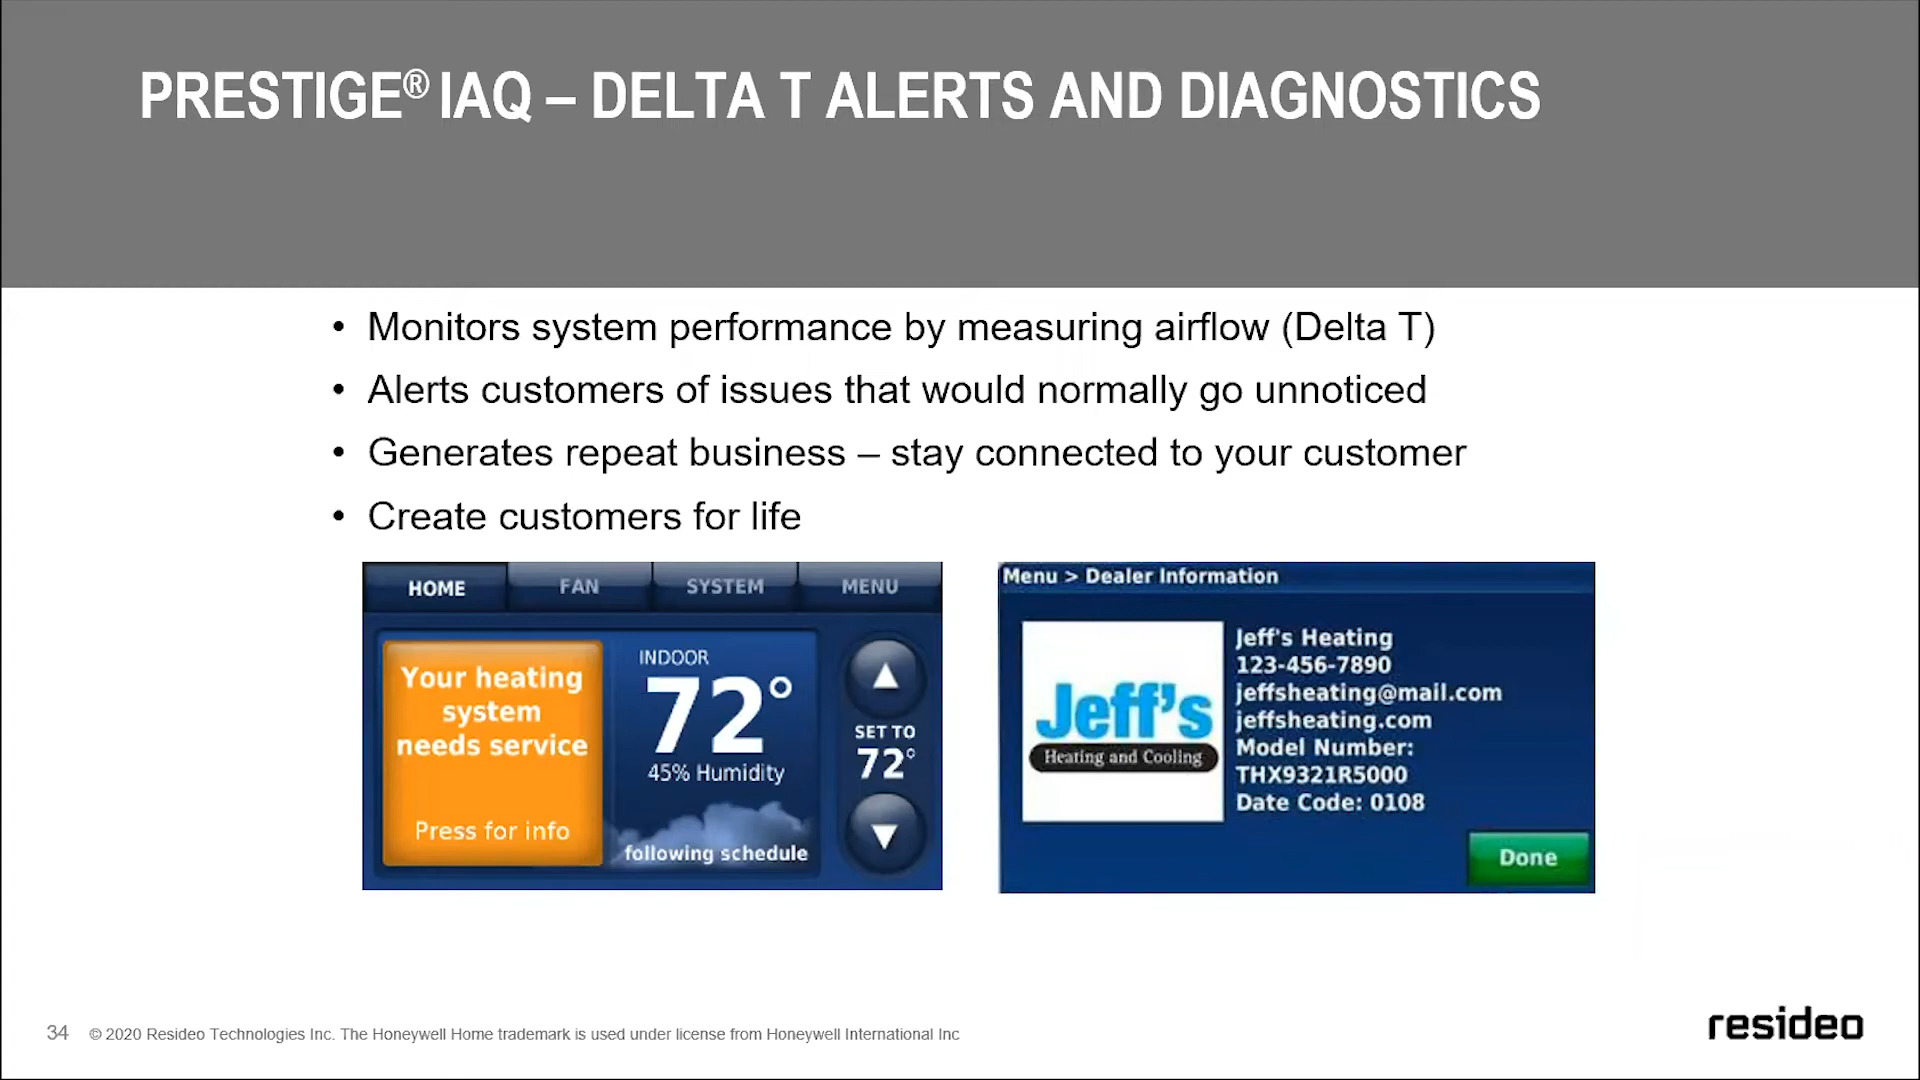 PRESTIGE® IAQ – DELTA T ALERTS AND DIAGNOSTICS
• Monitors system performance by measuring airflow (Delta T)
• Alerts customers of issues that would normally go unnoticed
• Generates repeat business – stay connected to your customer
• Create customers for life
HOME FAN SYSTEM MENU
Your heating
system
needs service
Press for info
INDOOR
72°
45% Humidity
following schedule
SET TO
72°
Menu > Dealer Information
Jeff's
Heating and Cooling
Jeff's Heating
123-456-7890
jeffsheating@mail.com
jeffsheating.com
Model Number:
THX9321R5000
Date Code: 0108
Done
34 © 2020 Resideo Technologies Inc. The Honeywell Home trademark is used under license from Honeywell International Inc
resideo